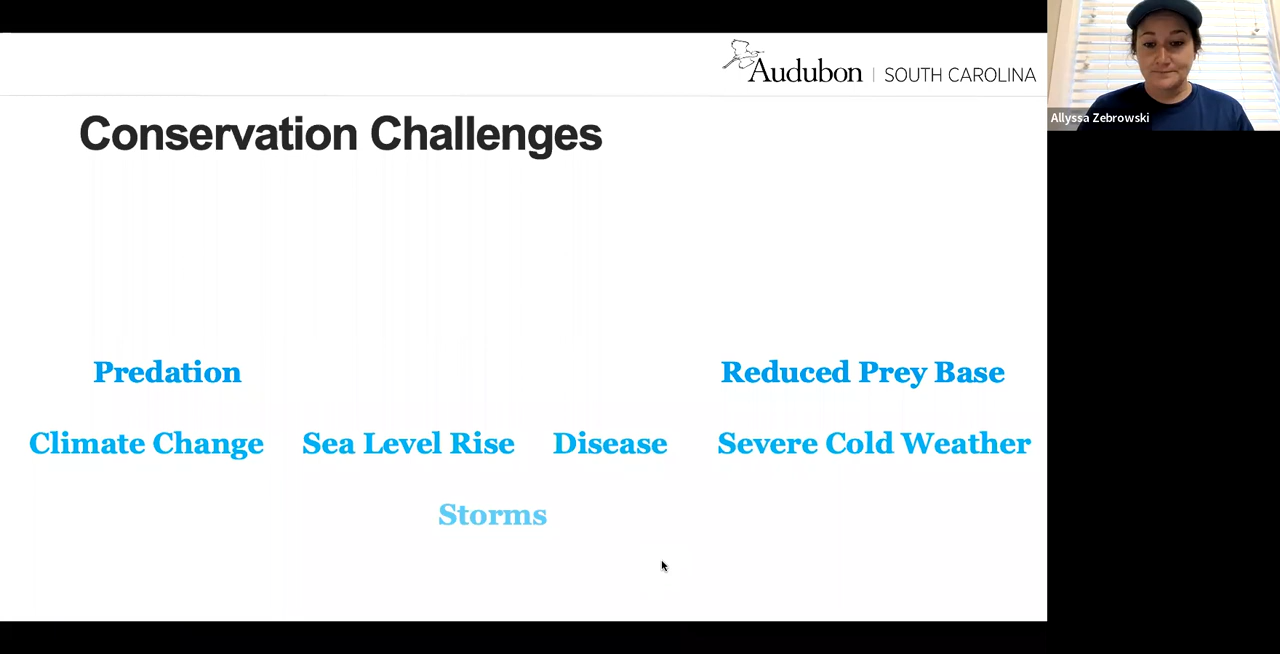 Audubon | SOUTH CAROLINA
Allyssa Zebrowski
Conservation Challenges
Predation
Reduced Prey Base
Climate Change
Sea Level Rise
Disease
Severe Cold Weather
Storms